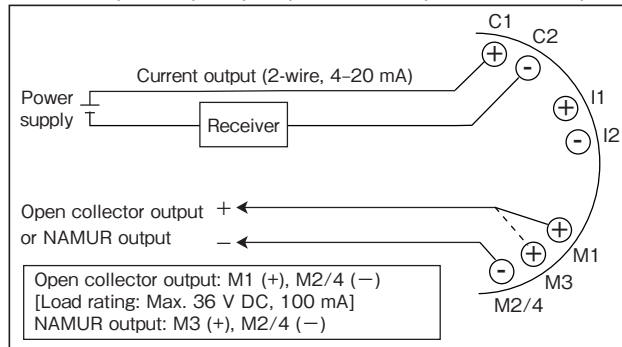 C1
C2
Current output (2-wire, 4–20 mA)
Power
supply
Receiver
I1
I2
Open collector output
or NAMUR output
+
−
M1
M3
M2/4
Open collector output: M1 (+), M2/4 (−)
[Load rating: Max. 36 V DC, 100 mA]
NAMUR output: M3 (+), M2/4 (−)